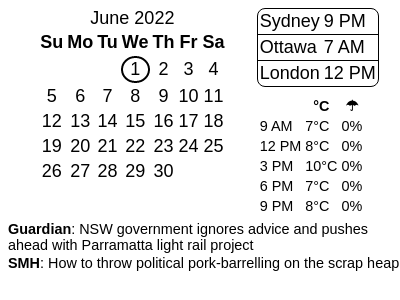 June 2022
Su Mo Tu We Th Fr Sa
1 2 3 4
5 6 7 8 9 10 11
12 13 14 15 16 17 18
19 20 21 22 23 24 25
26 27 28 29 30
Sydney 9 PM
Ottawa 7 AM
London 12 PM
°C ☂
9 AM 7°C 0%
12 PM 8°C 0%
3 PM 10°C 0%
6 PM 7°C 0%
9 PM 8°C 0%
Guardian: NSW government ignores advice and pushes
ahead with Parramatta light rail project
SMH: How to throw political pork-barrelling on the scrap heap